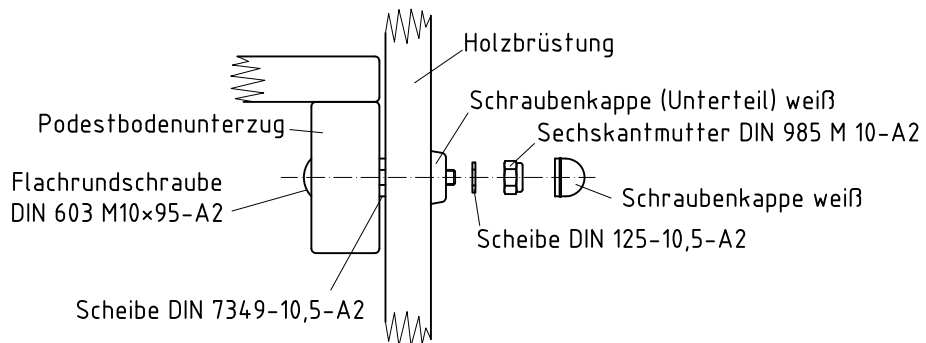 Holzbrüstung
Schraubenkappe (Unterteil) weiß
Podestbodenunterzug
Sechskantmutter DIN 985 M 10-A2
Flachrundschraube
DIN 603 M10×95-A2
Schraubenkappe weiß
Scheibe DIN 125-10,5-A2
Scheibe DIN 7349-10,5-A2